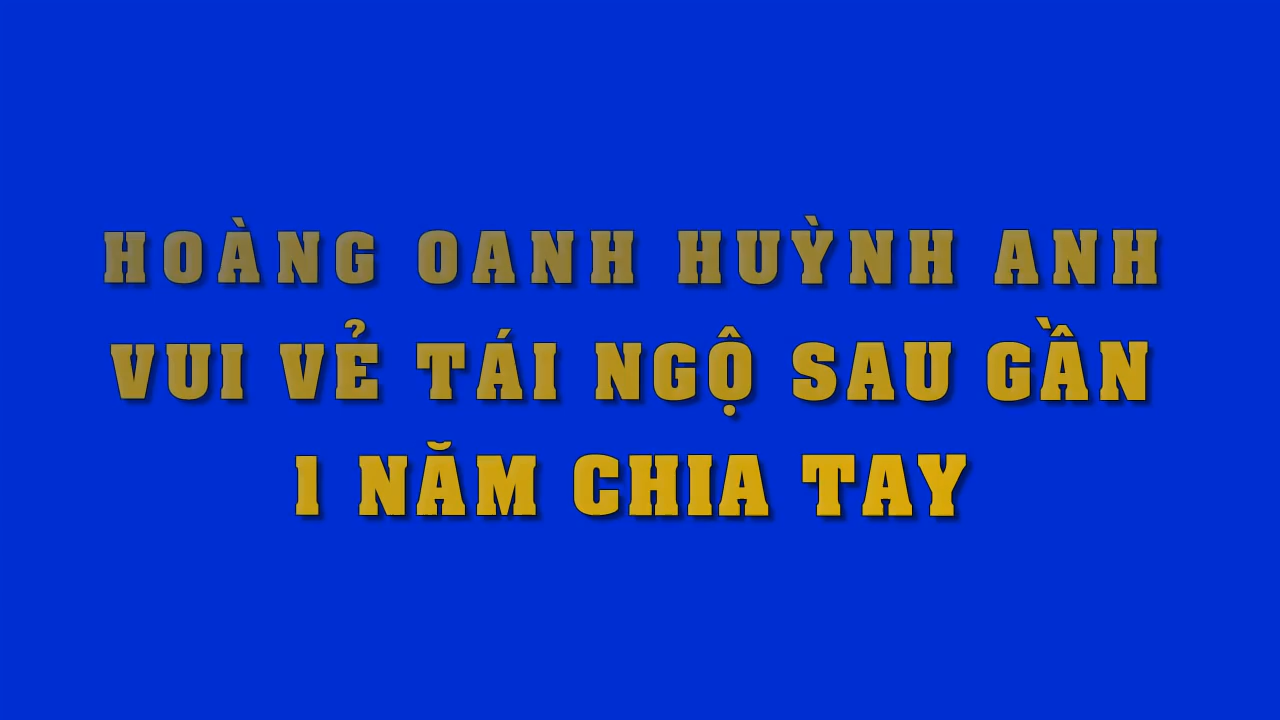 HOÀNG OANH HUỲNH ANH
VUI VẺ TÁI NGỘ SAU GẦN
1 NĂM CHIA TAY